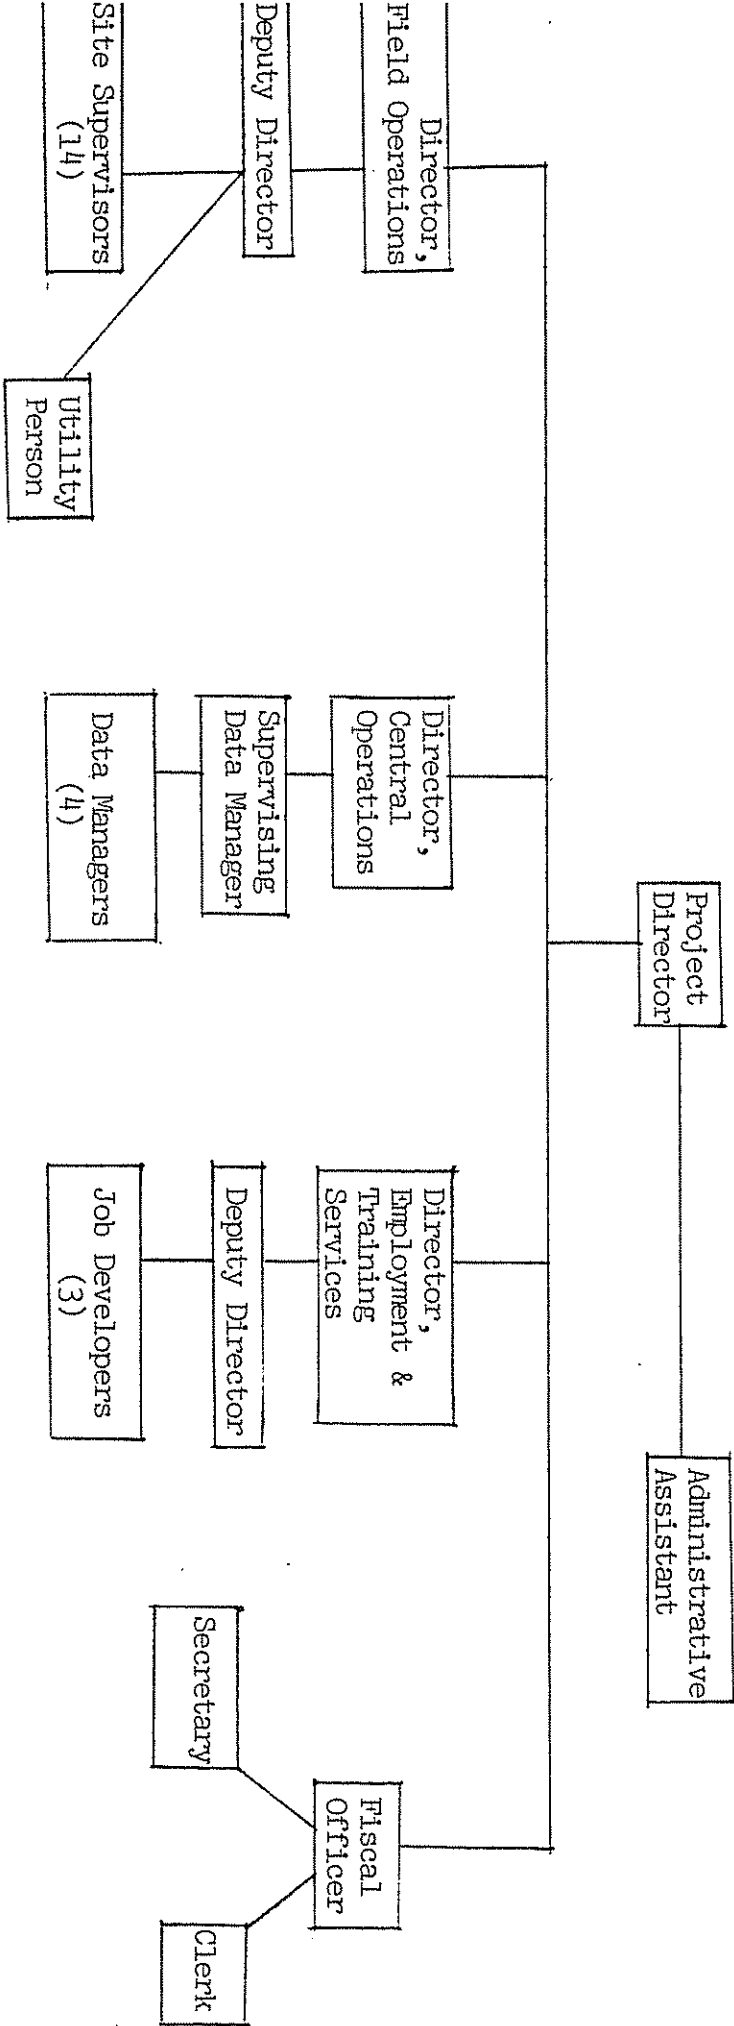 Project
Director
Administrative
Assistant
Director,
Field Operations
Director,
Central
Operations
Director,
Employment &
Training
Services
Fiscal
Officer
Deputy Director
Supervising
Data Manager
Deputy Director
Secretary
Clerk
Site Supervisors
(14)
Utility
Person
Data Managers
(4)
Job Developers
(3)